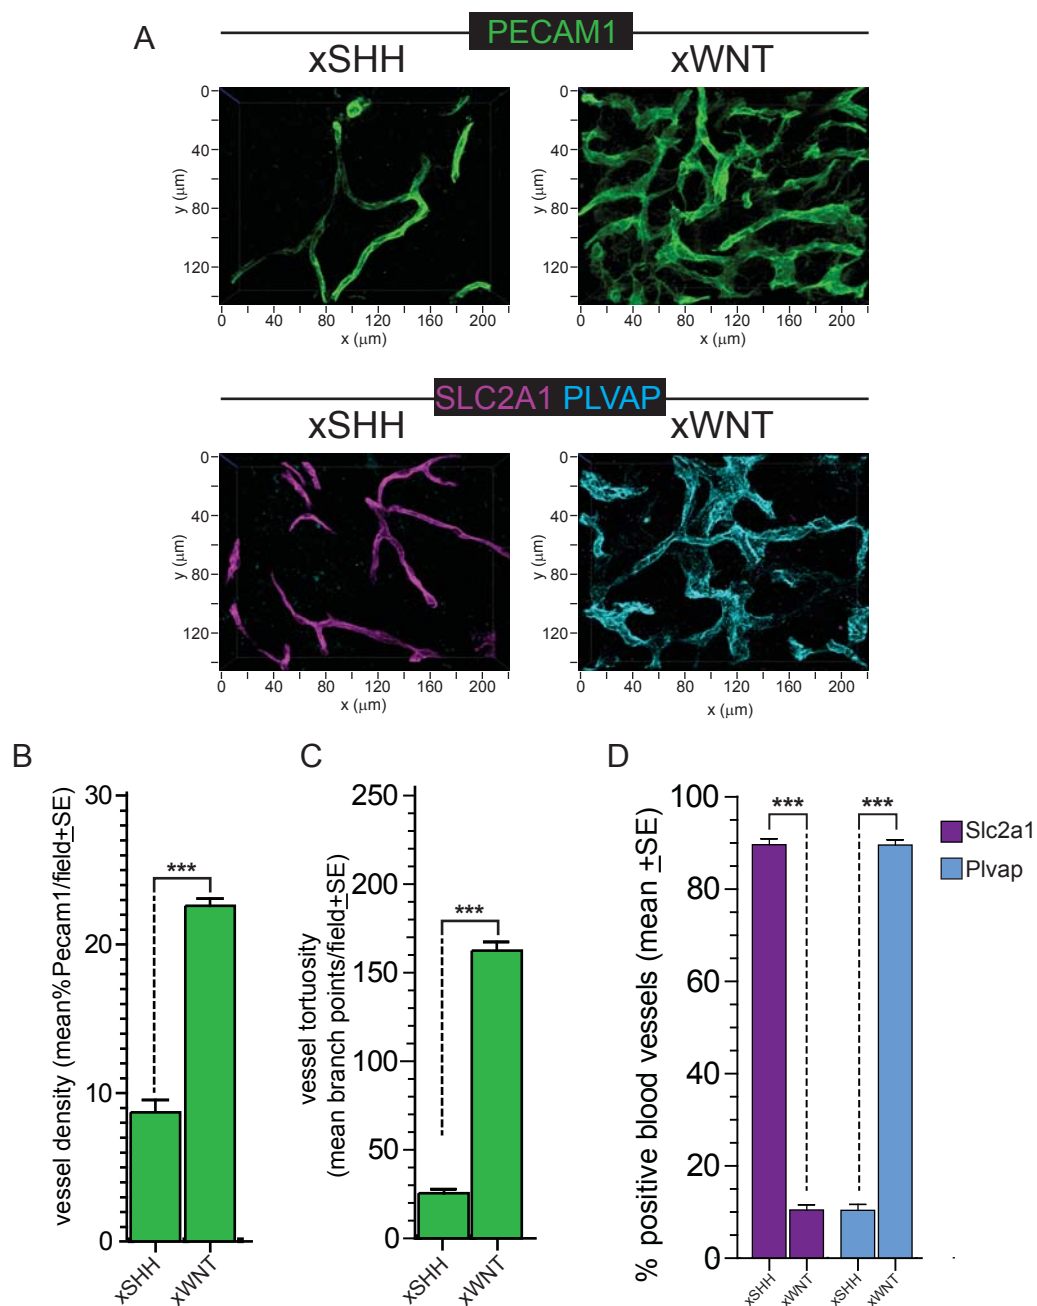 A
PECAM1
xSHH
xWNT
0
40
80
120
y (μm)
0 40 80 120 160 200
x (μm)
0
40
80
120
y (μm)
0 40 80 120 160 200
x (μm)
SLC2A1 PLVAP
xSHH
xWNT
0
40
80
120
y (μm)
0 40 80 120 160 200
x (μm)
0
40
80
120
y (μm)
0 40 80 120 160 200
x (μm)
B
vessel density (mean%Pecam1/field±SE)
30
20
10
0
***
xSHH
xWNT
C
vessel tortuosity
(mean branch points/field±SE)
250
200
150
100
50
0
***
xSHH
xWNT
D
% positive blood vessels (mean ±SE)
100
80
60
40
20
0
***
***
xSHH
xWNT
xSHH
xWNT
Slc2a1
Plvap